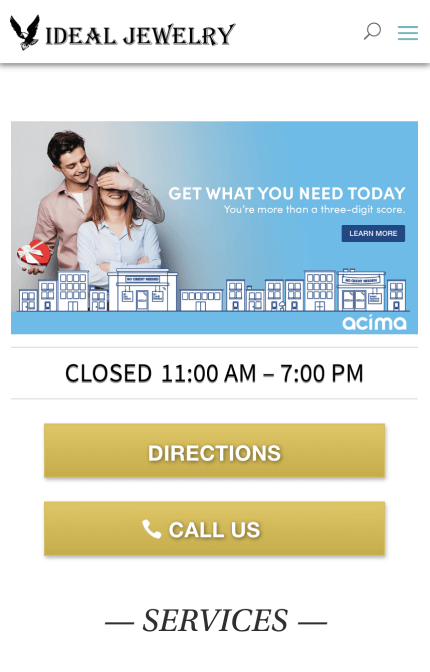 IDEAL JEWELRY
GET WHAT YOU NEED TODAY
You're more than a three-digit score.
LEARN MORE
NO CREDIT NEEDED
NO CREDIT NEEDED
acima
CLOSED 11:00 AM – 7:00 PM
DIRECTIONS
CALL US
— SERVICES —